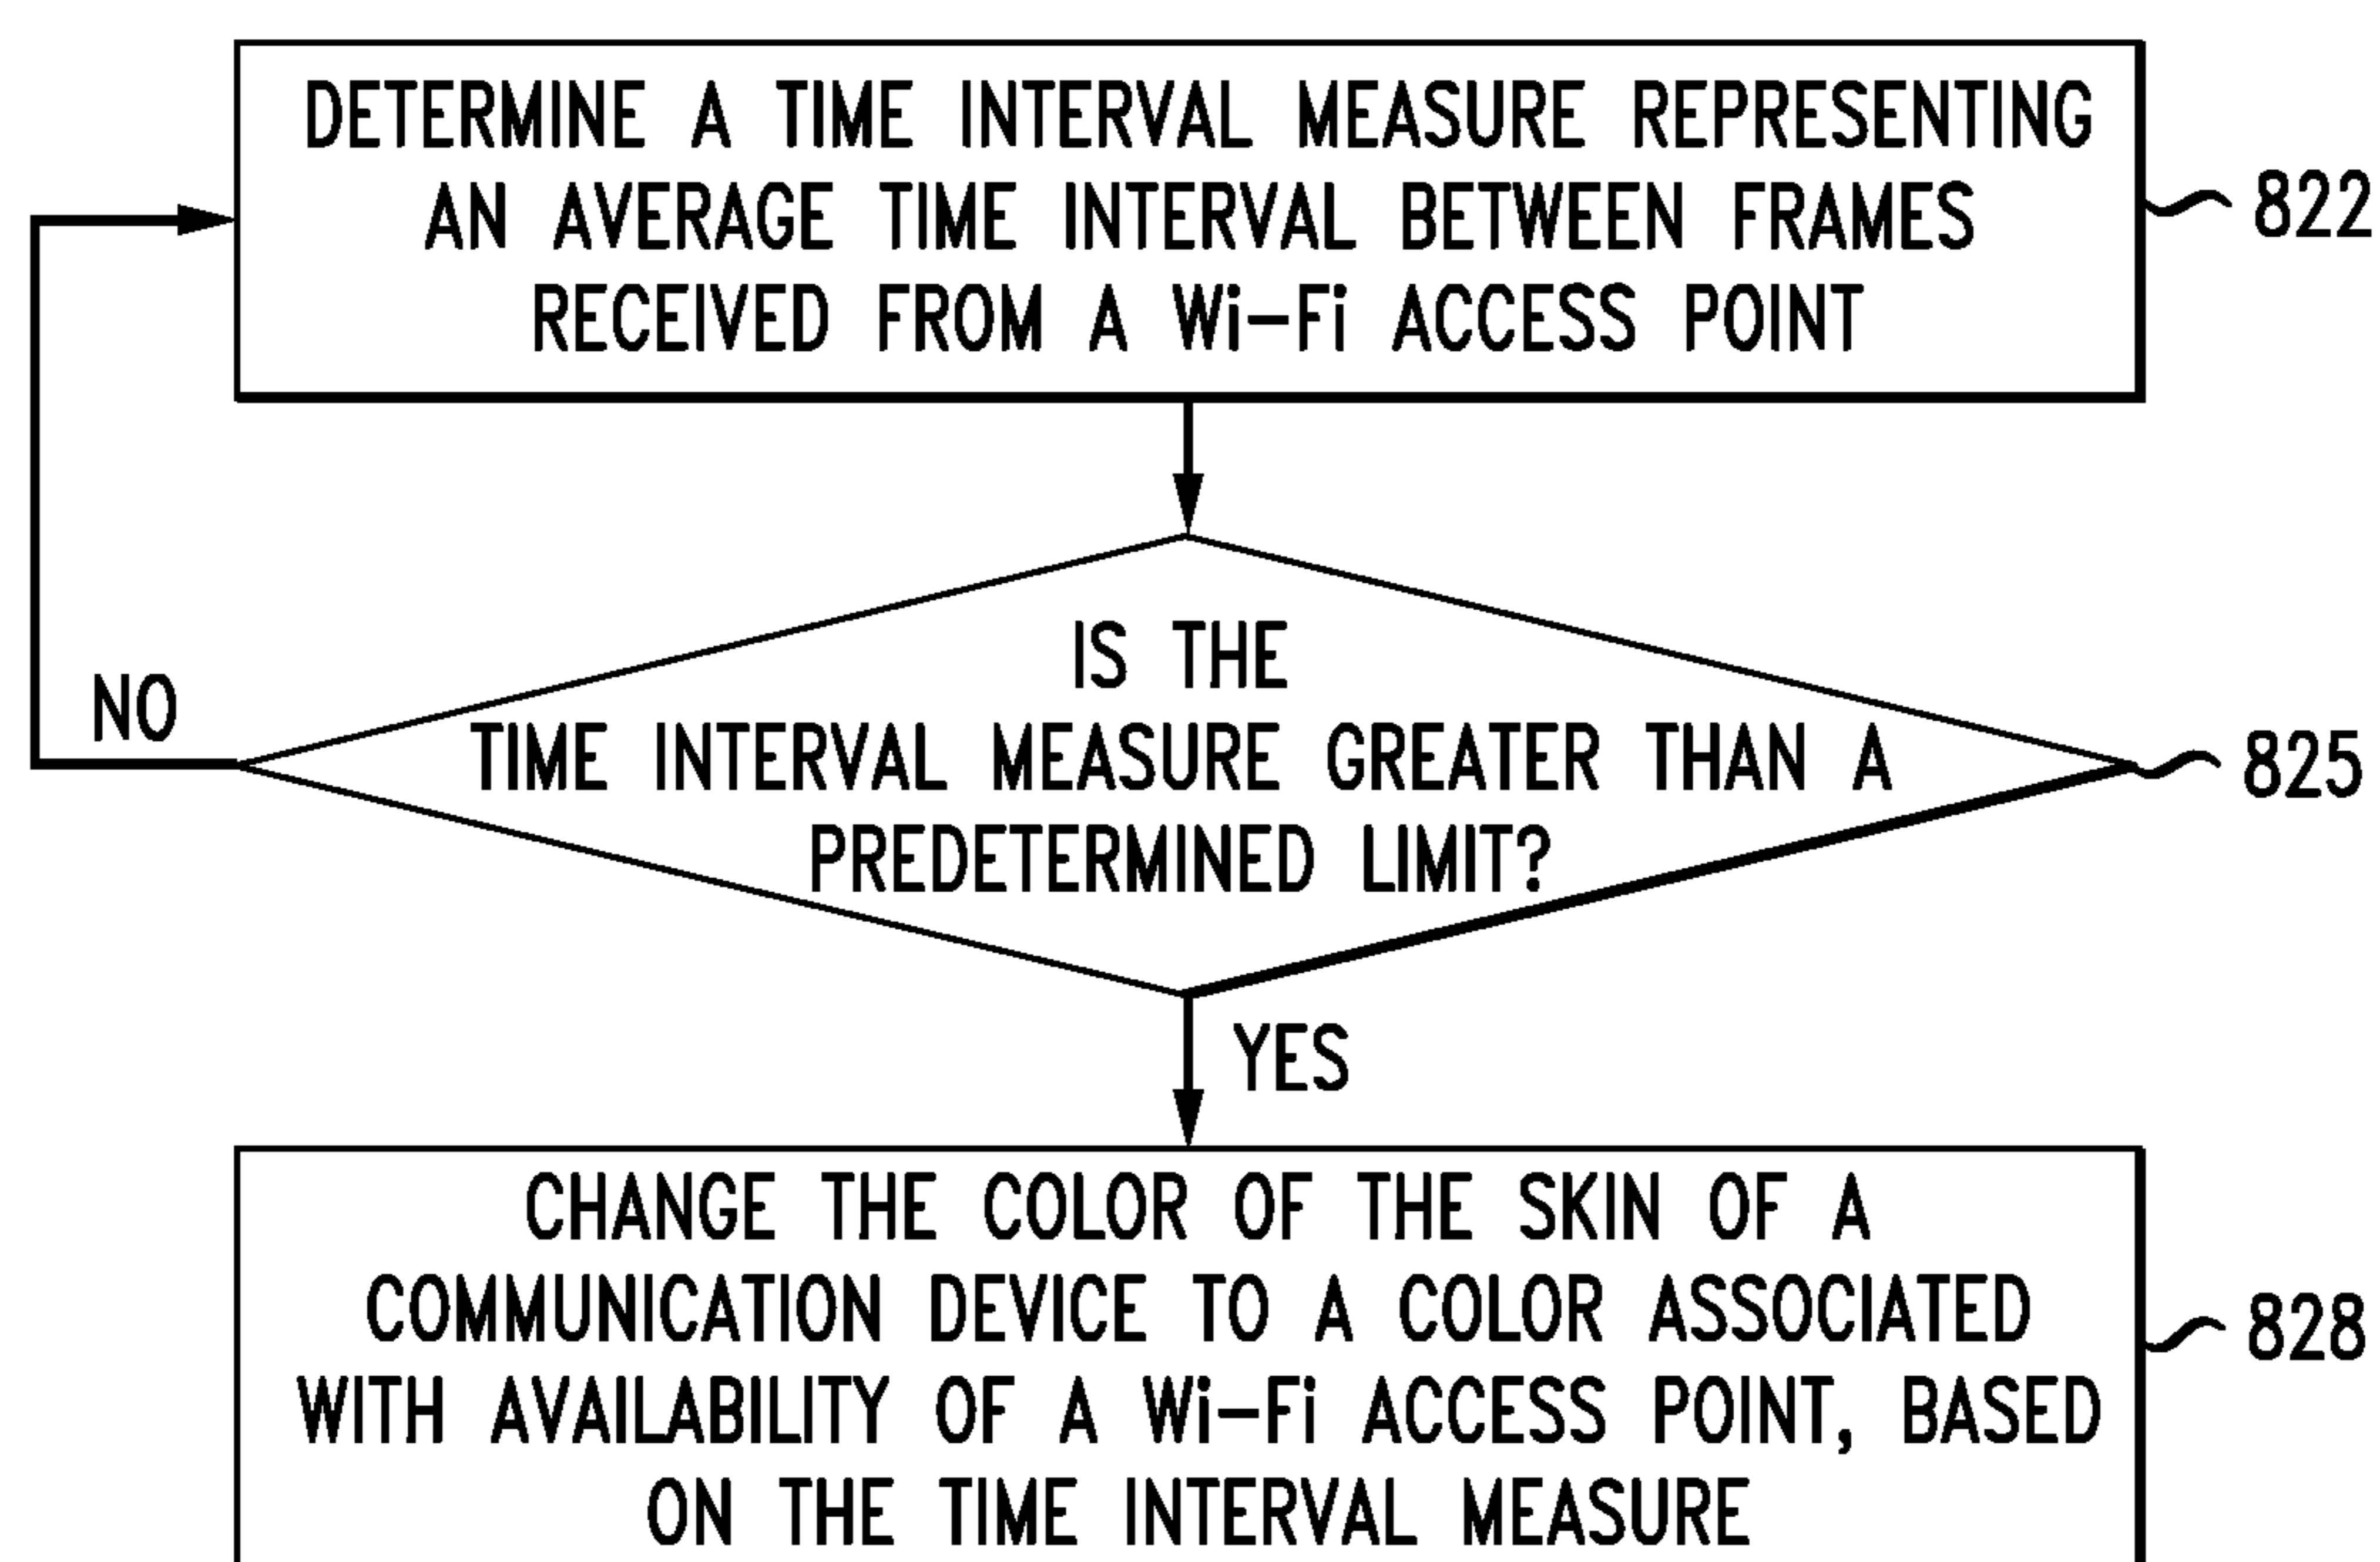 DETERMINE A TIME INTERVAL MEASURE REPRESENTING
AN AVERAGE TIME INTERVAL BETWEEN FRAMES
RECEIVED FROM A Wi-Fi ACCESS POINT
822
IS THE
TIME INTERVAL MEASURE GREATER THAN A
PREDETERMINED LIMIT?
825
NO
YES
CHANGE THE COLOR OF THE SKIN OF A
COMMUNICATION DEVICE TO A COLOR ASSOCIATED
WITH AVAILABILITY OF A Wi-Fi ACCESS POINT, BASED
ON THE TIME INTERVAL MEASURE
828